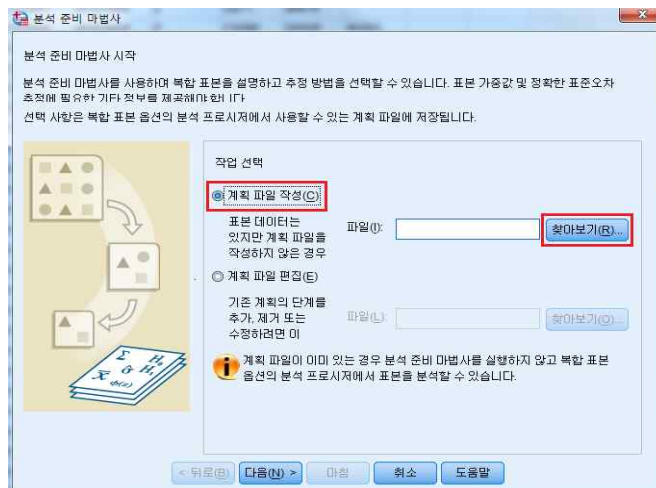 분석 준비 마법사
분석 준비 마법사 시작
분석 준비 마법사를 사용하여 복합 표본을 설명하고 추정 방법을 선택할 수 있습니다. 표본 가중값 및 정확한 표준오차
추정에 필요한 기타 정보를 제공해야 합니다
선택 사항은 복합 표본 옵션의 분석 프로시저에서 사용할 수 있는 계획 파일에 저장됩니다.
작업 선택
계획 파일 작성(C)
표본 데이터는
있지만 계획 파일을
작성하지 않은 경우
파일(I):
찾아보기(R)...
계획 파일 편집(E)
기존 계획의 단계를
추가, 제거 또는
수정하려면 이
파일(L):
찾아보기(O)...
계획 파일이 이미 있는 경우 분석 준비 마법사를 실행하지 않고 복합 표본
옵션의 분석 프로시저에서 표본을 분석할 수 있습니다.
< 뒤로(B)
다음(N) >
마침
취소
도움말